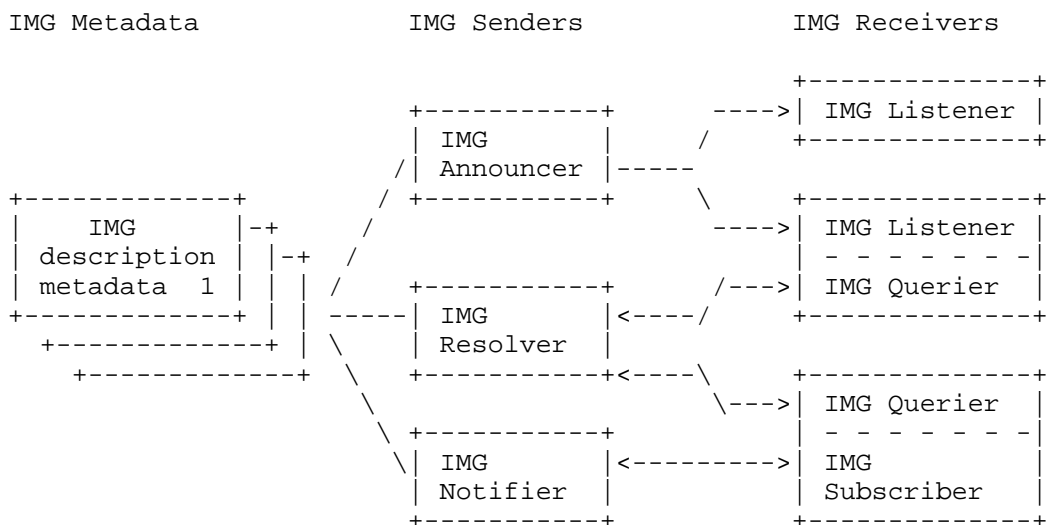 IMG Metadata IMG Senders IMG Receivers
IMG Listener
IMG
Announcer
IMG
description
metadata 1
IMG Listener
IMG Querier
IMG
Resolver
IMG Querier
IMG
Notifier
IMG
Subscriber